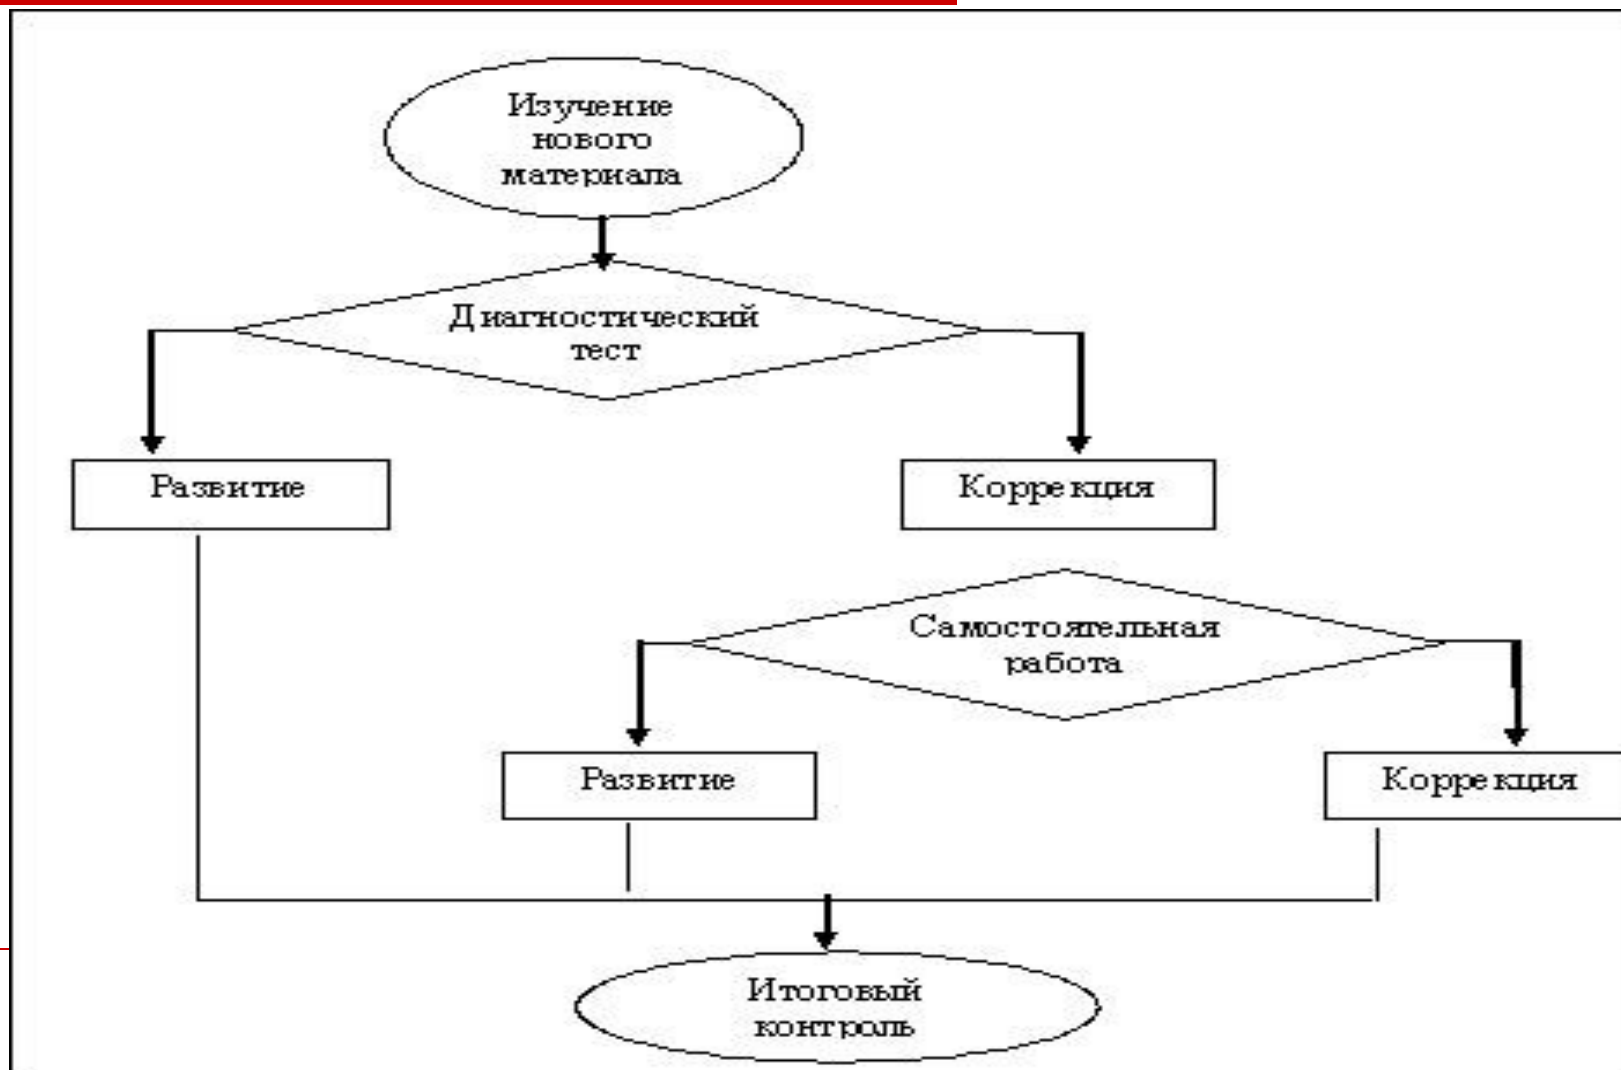 Изучение
нового
материала
Диагностический
тест
Развитие
Коррекция
Самостоятельная
работа
Развитие
Коррекция
Итоговый
контроль